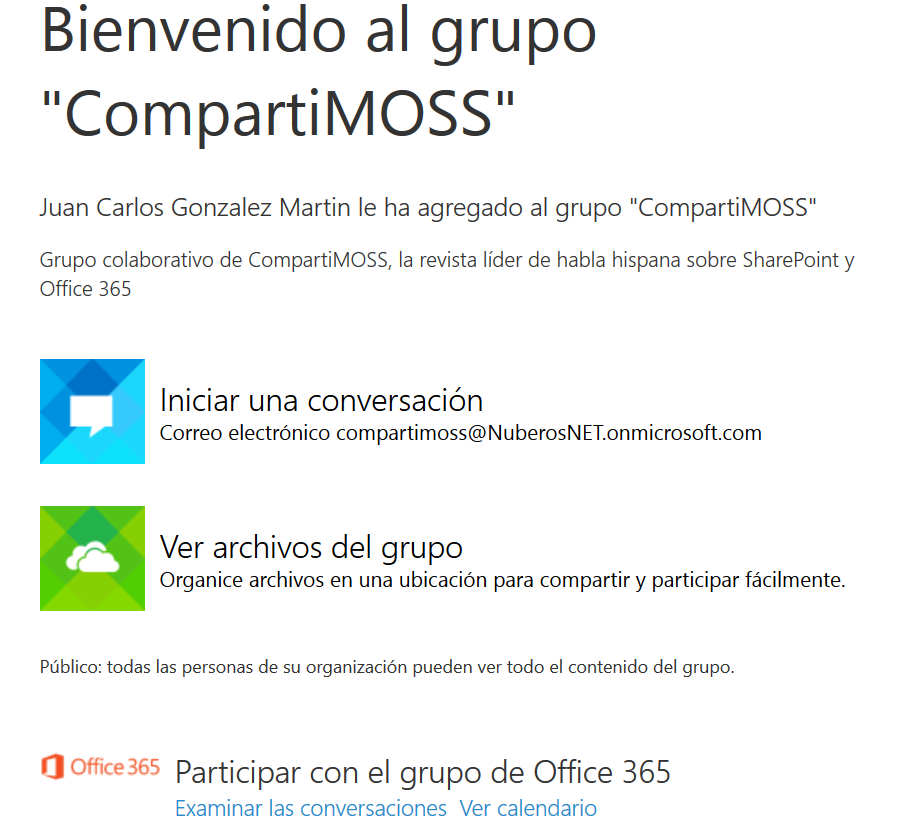 Bienvenido al grupo
"CompartiMOSS"
Juan Carlos Gonzalez Martin le ha agregado al grupo "CompartiMOSS"
Grupo colaborativo de CompartiMOSS, la revista líder de habla hispana sobre SharePoint y
Office 365
Iniciar una conversación
Correo electrónico compartimoss@NuberosNET.onmicrosoft.com
Ver archivos del grupo
Organice archivos en una ubicación para compartir y participar fácilmente.
Público: todas las personas de su organización pueden ver todo el contenido del grupo.
Office 365 Participar con el grupo de Office 365
Examinar las conversaciones Ver calendario